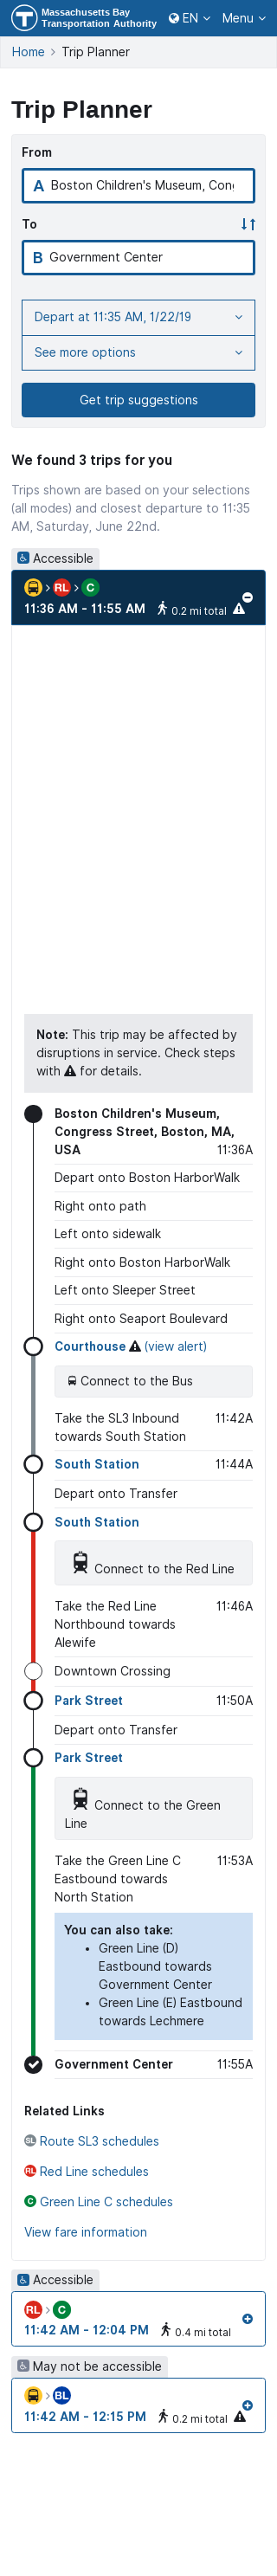 Massachusetts Bay
Transportation Authority
EN
Menu
Home > Trip Planner
Trip Planner
From
A Boston Children's Museum, Cong
To
B Government Center
Depart at 11:35 AM, 1/22/19
See more options
Get trip suggestions
We found 3 trips for you
Trips shown are based on your selections
(all modes) and closest departure to 11:35
AM, Saturday, June 22nd.
Accessible
RL > C
11:36 AM - 11:55 AM 0.2 mi total
Note: This trip may be affected by
disruptions in service. Check steps
with for details.
Boston Children's Museum,
Congress Street, Boston, MA,
USA 11:36A
Depart onto Boston HarborWalk
Right onto path
Left onto sidewalk
Right onto Boston HarborWalk
Left onto Sleeper Street
Right onto Seaport Boulevard
Courthouse (view alert)
Connect to the Bus
Take the SL3 Inbound 11:42A
towards South Station
South Station 11:44A
Depart onto Transfer
South Station
Connect to the Red Line
Take the Red Line 11:46A
Northbound towards
Alewife
Downtown Crossing
Park Street 11:50A
Depart onto Transfer
Park Street
Connect to the Green
Line
Take the Green Line C 11:53A
Eastbound towards
North Station
You can also take:
• Green Line (D)
Eastbound towards
Government Center
• Green Line (E) Eastbound
towards Lechmere
Government Center 11:55A
Related Links
SL Route SL3 schedules
RL Red Line schedules
C Green Line C schedules
View fare information
Accessible
RL > C
11:42 AM - 12:04 PM 0.4 mi total
May not be accessible
BL
11:42 AM - 12:15 PM 0.2 mi total